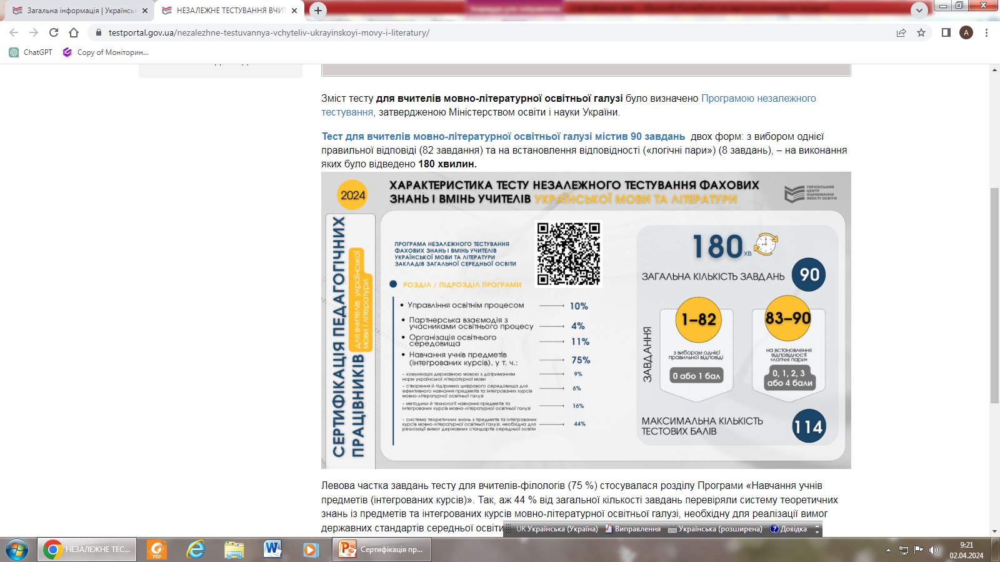 Загальна інформація | Українськ
НЕЗАЛЕЖНЕ ТЕСТУВАННЯ ВЧИТ
testportal.gov.ua/nezalezhne-testuvannya-vchyteliv-ukrayinskoyi-movy-i-literatury/
A
ChatGPT
Copy of Моніторин...
Зміст тесту для вчителів мовно-літературної освітньої галузі було визначено Програмою незалежного
тестування, затвердженою Міністерством освіти і науки України.
Тест для вчителів мовно-літературної освітньої галузі містив 90 завдань двох форм: з вибором однієї
правильної відповіді (82 завдання) та на встановлення відповідності («логічні пари») (8 завдань), – на виконання
яких було відведено 180 хвилин.
2024
ХАРАКТЕРИСТИКА ТЕСТУ НЕЗАЛЕЖНОГО ТЕСТУВАННЯ ФАХОВИХ
ЗНАНЬ І ВМІНЬ УЧИТЕЛІВ УКРАЇНСЬКОЇ МОВИ ТА ЛІТЕРАТУРИ
УКРАЇНСЬКИЙ
ЦЕНТР
ОЦІНЮВАННЯ
ЯКОСТІ ОСВІТИ
СЕРТИФІКАЦІЯ ПЕДАГОГІЧНИХ
ПРАЦІВНИКІВ
для вчителів української
мови і літератури
ПРОГРАМА НЕЗАЛЕЖНОГО ТЕСТУВАННЯ
ФАХОВИХ ЗНАНЬ І ВМІНЬ УЧИТЕЛІВ
УКРАЇНСЬКОЇ МОВИ ТА ЛІТЕРАТУРИ
ЗАКЛАДІВ ЗАГАЛЬНОЇ СЕРЕДНЬОЇ ОСВІТИ
РОЗДІЛ / ПІДРОЗДІЛ ПРОГРАМИ
• Управління освітнім процесом 10%
• Партнерська взаємодія з
учасниками освітнього процесу 4%
• Організація освітнього
середовища 11%
• Навчання учнів предметів
(інтегрованих курсів), у т. ч.: 75%
– комунікація державною мовою з дотриманням
норм української літературної мови 9%
– створення й підтримка цифрового середовища для
ефективного навчання предметів та інтегрованих курсів
мовно-літературної освітньої галузі 6%
– методики й технології навчання предметів та
інтегрованих курсів мовно-літературної освітньої галузі 16%
– система теоретичних знань з предметів та інтегрованих
курсів мовно-літературної освітньої галузі, необхідна для
реалізації вимог державних стандартів середньої освіти 44%
180 хв
ЗАГАЛЬНА КІЛЬКІСТЬ ЗАВДАНЬ 90
ЗАВДАННЯ
1–82
з вибором однієї
правильної відповіді
0 або 1 бал
83–90
на встановлення
відповідності
«логічні пари»
0, 1, 2, 3
або 4 бали
МАКСИМАЛЬНА КІЛЬКІСТЬ
ТЕСТОВИХ БАЛІВ
114
Левова частка завдань тесту для вчителів-філологів (75 %) стосувалася розділу Програми «Навчання учнів
предметів (інтегрованих курсів)». Так, аж 44 % від загальної кількості завдань перевіряли систему теоретичних
знань із предметів та інтегрованих курсів мовно-літературної освітньої галузі, необхідну для реалізації вимог
державних стандартів середньої освіти
UK Українська (Україна) Виправлення Українська (розширена) Довідка
НЕЗАЛЕЖНЕ ТЕС...
PDF
Сертифікація пр...
9:21
02.04.2024